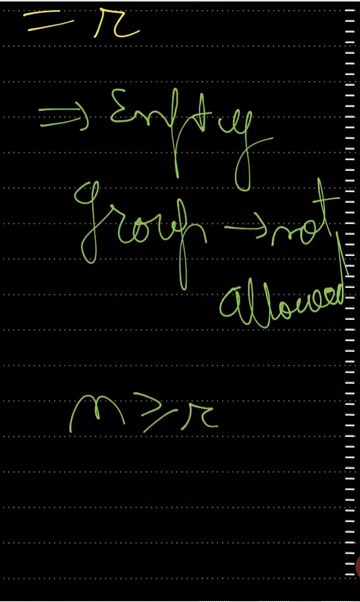 = r
⇒ Empty
group → not
allowed
n ≥ r